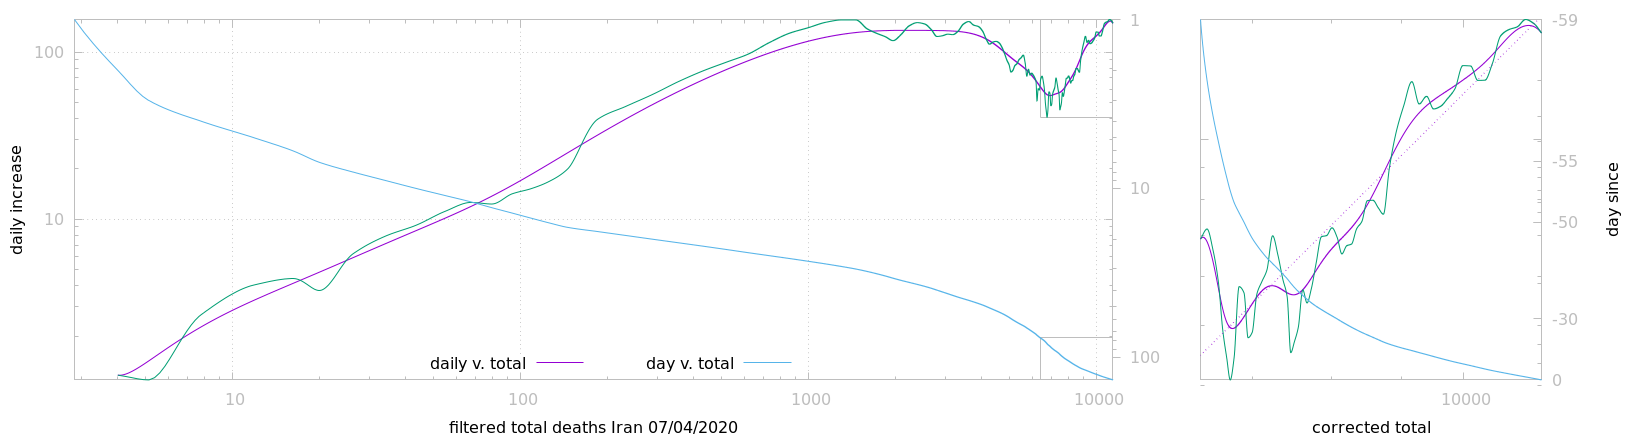 daily increase
100
10
daily v. total
day v. total
10
100
1000
10000
filtered total deaths Iran 07/04/2020
1
10
100
10000
corrected total
-59
-55
-50
-30
0
day since